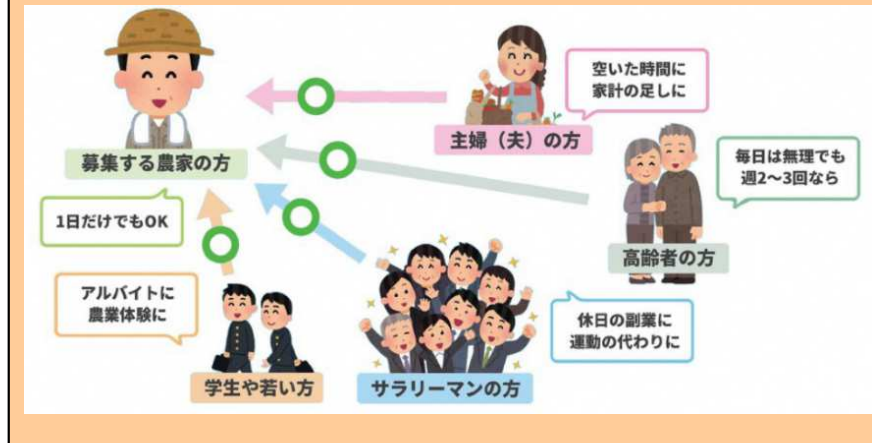 空いた時間に
家計の足しに
主婦（夫）の方
募集する農家の方
毎日は無理でも
週2〜3回なら
1日だけでもOK
高齢者の方
アルバイトに
農業体験に
休日の副業に
運動の代わりに
学生や若い方
サラリーマンの方